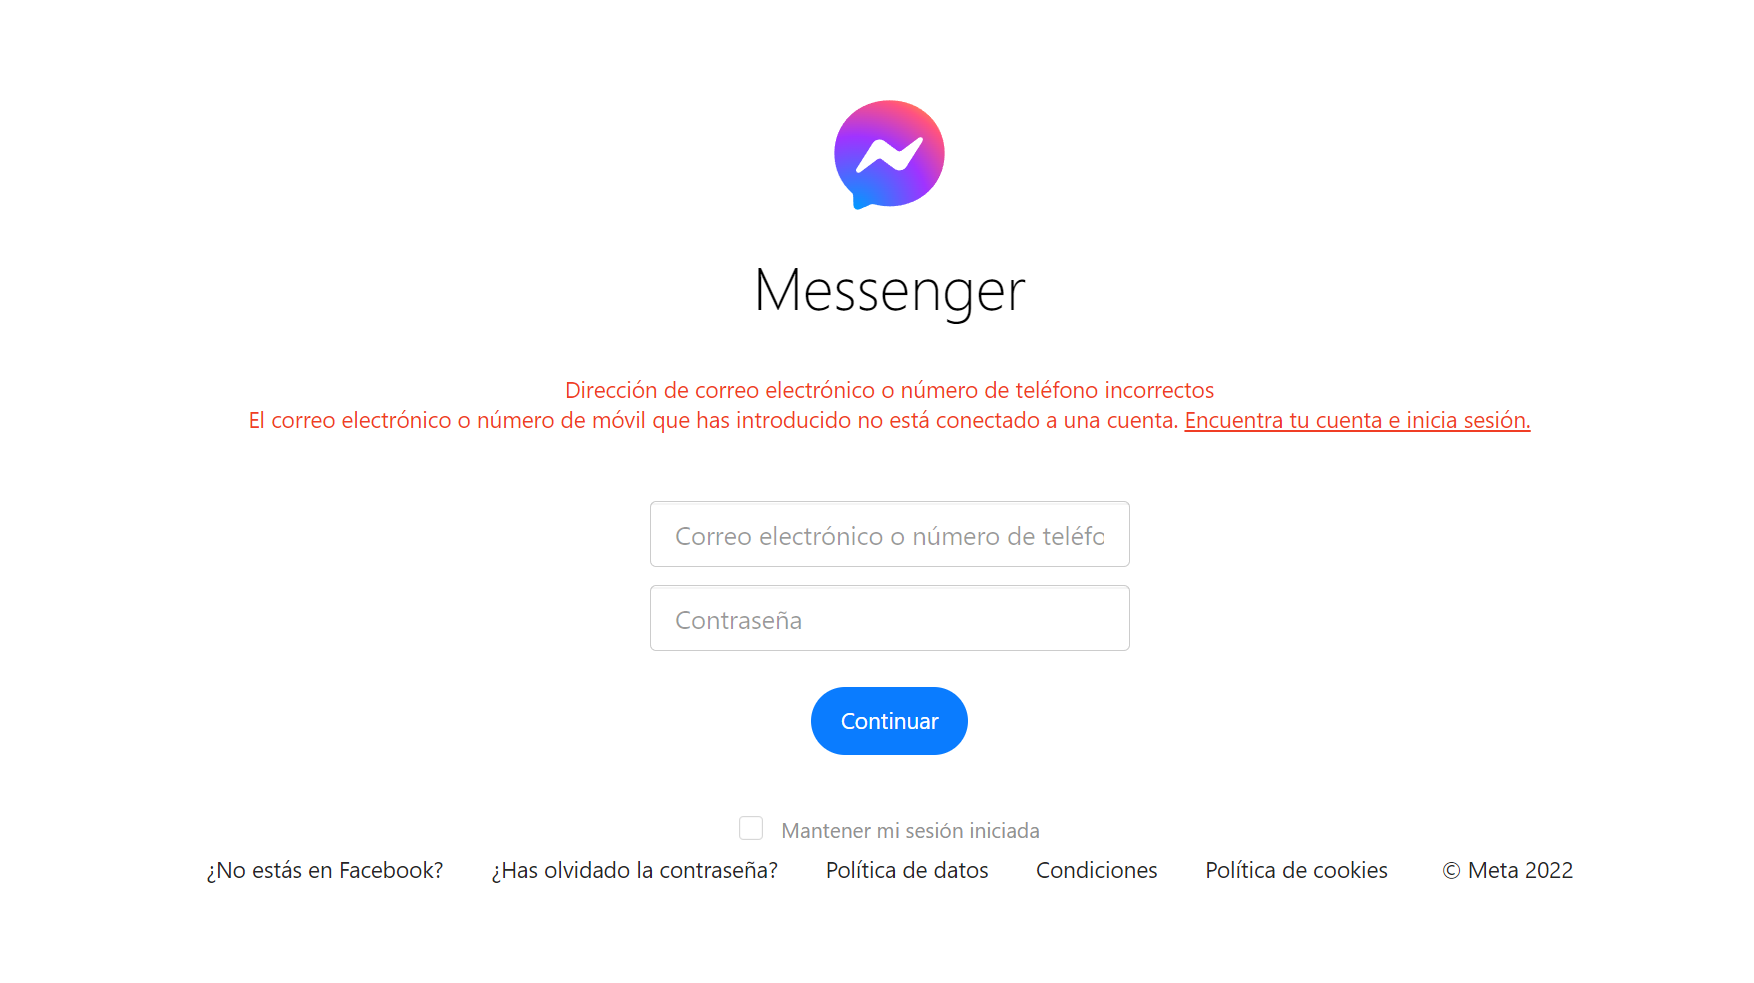 Messenger
Dirección de correo electrónico o número de teléfono incorrectos
El correo electrónico o número de móvil que has introducido no está conectado a una cuenta. Encuentra tu cuenta e inicia sesión.
Correo electrónico o número de teléfo
Contraseña
Continuar
Mantener mi sesión iniciada
¿No estás en Facebook? ¿Has olvidado la contraseña? Política de datos Condiciones Política de cookies © Meta 2022